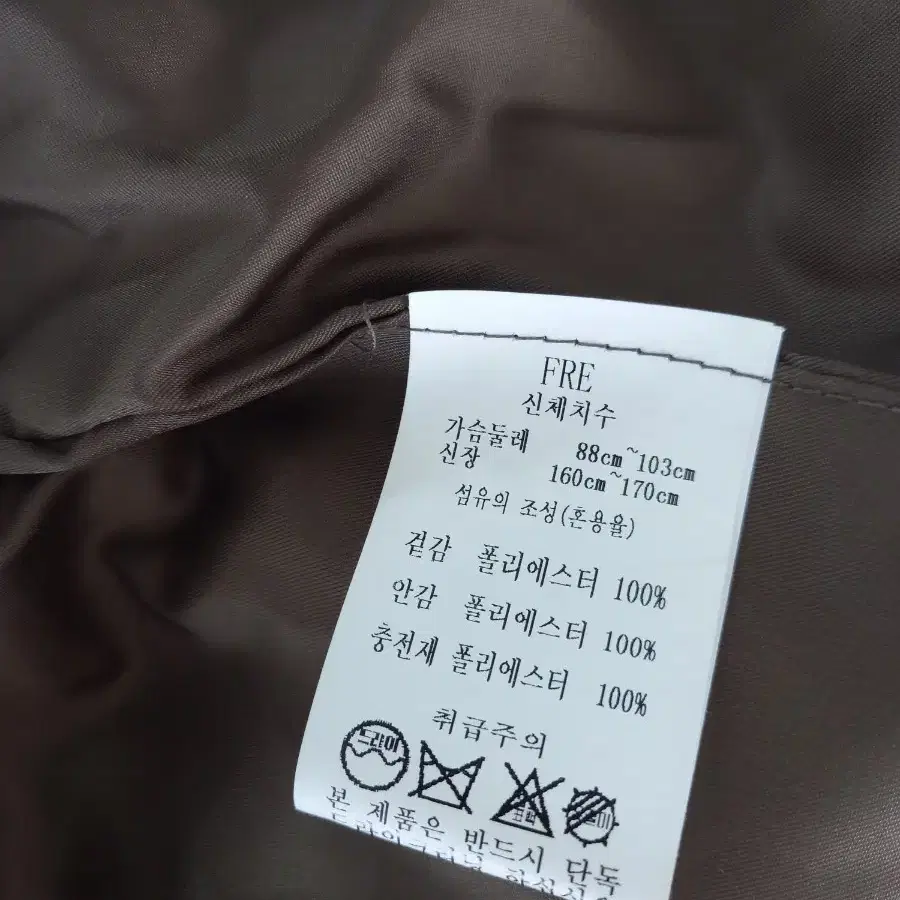 FRE
신체치수
가슴둘레 88cm~103cm
신장 160cm~170cm
섬유의 조성(혼용율)
겉감 폴리에스터 100%
안감 폴리에스터 100%
충전재 폴리에스터 100%
취급주의
드라이
본 제품은 반드시 단독